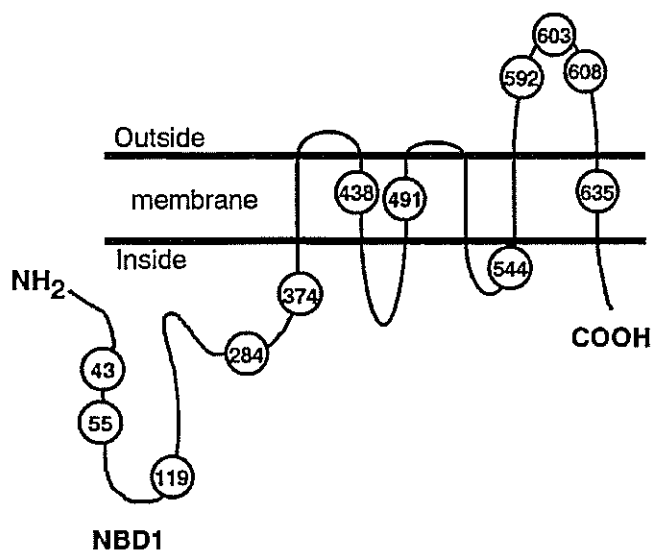 603
592
608
Outside
438
491
635
membrane
Inside
544
NH2
374
COOH
284
43
55
119
NBD1